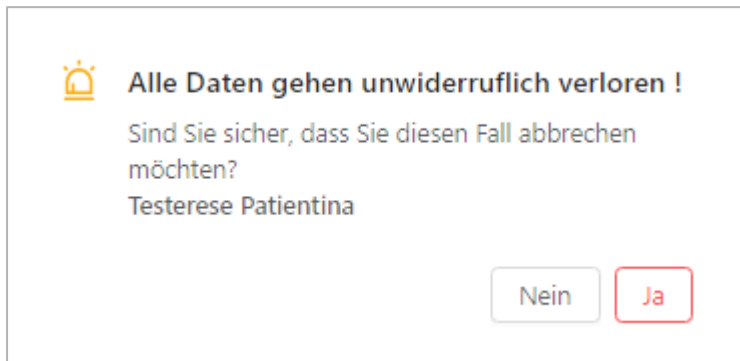 Alle Daten gehen unwiderruflich verloren !
Sind Sie sicher, dass Sie diesen Fall abbrechen
möchten?
Testerese Patientina
Nein Ja